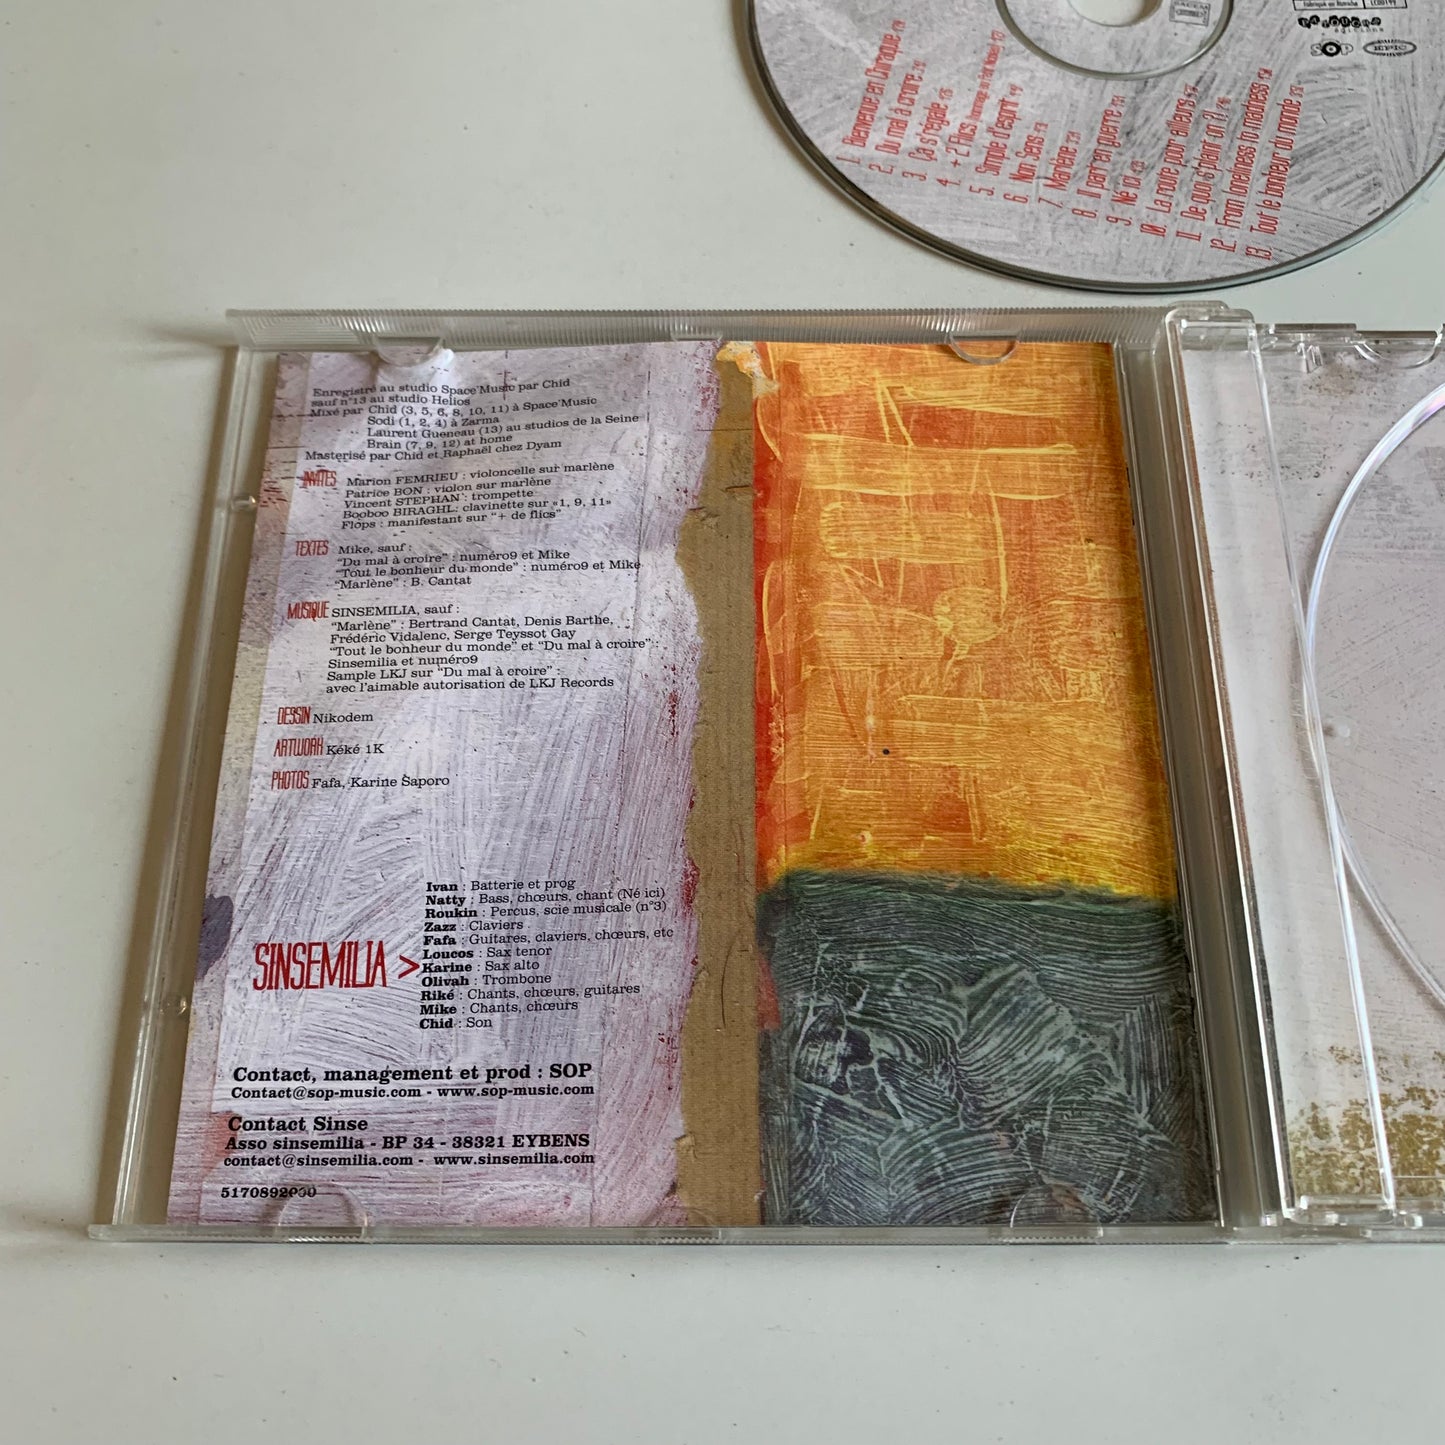 Fabriqué en Autriche
LC00199
SACEM
éditions
SOP
EPIC
1. Bienvenue en Chiraquie
2. Du mal à croire
3. Ça s'régale
4. + 2 Flics
5. Simple d'esprit
6. Non Sens
7. Marlène
8. Il part en guerre
9. Né ici
10. La route pour ailleurs
11. De quoi s'plaint on ?!
12. From loneliness to madness
13. Tout le bonheur du monde
Enregistré au studio Space'Music par Chid
sauf n°13 au studio Helios
Mixé par Chid (3, 5, 6, 8, 10, 11) à Space'Music
Sodi (1, 2, 4) à Zarma
Laurent Gueneau (13) au studios de la Seine
Brain (7, 9, 12) at home
Masterisé par Chid et Raphaël chez Dyam
INVITES Marion FEMRIEU : violoncelle sur marlène
Patrice BON : violon sur marlène
Vincent STEPHAN : trompette
Booboo BIRAGHL: clavinette sur «1, 9, 11»
Flops : manifestant sur "+ de flics"
TEXTES Mike, sauf :
"Du mal à croire" : numéro9 et Mike
"Tout le bonheur du monde" : numéro9 et Mike
"Marlène" : B. Cantat
MUSIQUE SINSEMILIA, sauf :
"Marlène" : Bertrand Cantat, Denis Barthe,
Frédéric Vidalenc, Serge Teyssot Gay
"Tout le bonheur du monde" et "Du mal à croire" :
Sinsemilia et numéro9
Sample LKJ sur "Du mal à croire" :
avec l'aimable autorisation de LKJ Records
DESSIN Nikodem
ARTWORK Kéké 1K
PHOTOS Fafa, Karine Saporo
SINSEMILIA >
Ivan : Batterie et prog
Natty : Bass, chœurs, chant (Né ici)
Roukin : Percus, scie musicale (n°3)
Zazz : Claviers
Fafa : Guitares, claviers, chœurs, etc
Loucos : Sax tenor
Karine : Sax alto
Olivah : Trombone
Riké : Chants, chœurs, guitares
Mike : Chants, chœurs
Chid : Son
Contact, management et prod : SOP
Contact@sop-music.com - www.sop-music.com
Contact Sinse
Asso sinsemilia - BP 34 - 38321 EYBENS
contact@sinsemilia.com - www.sinsemilia.com
5170892000